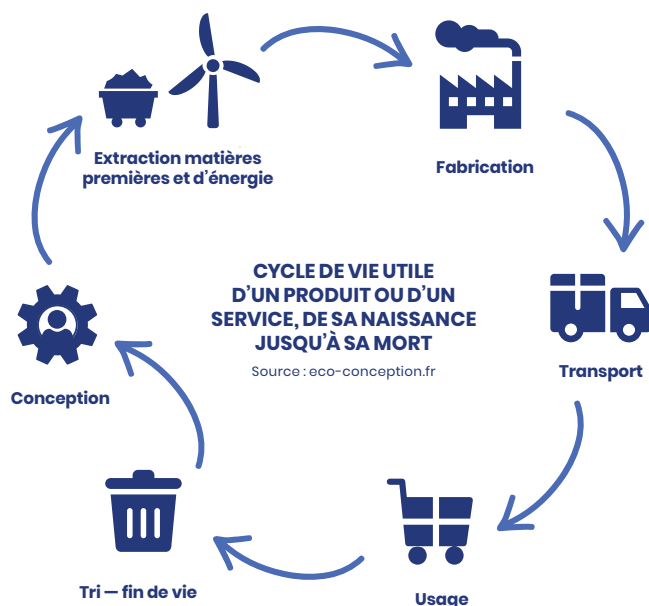 Extraction matières
premières et d'énergie
Fabrication
CYCLE DE VIE UTILE
D'UN PRODUIT OU D'UN
SERVICE, DE SA NAISSANCE
JUSQU'À SA MORT
Source : eco-conception.fr
Transport
Conception
Tri — fin de vie
Usage